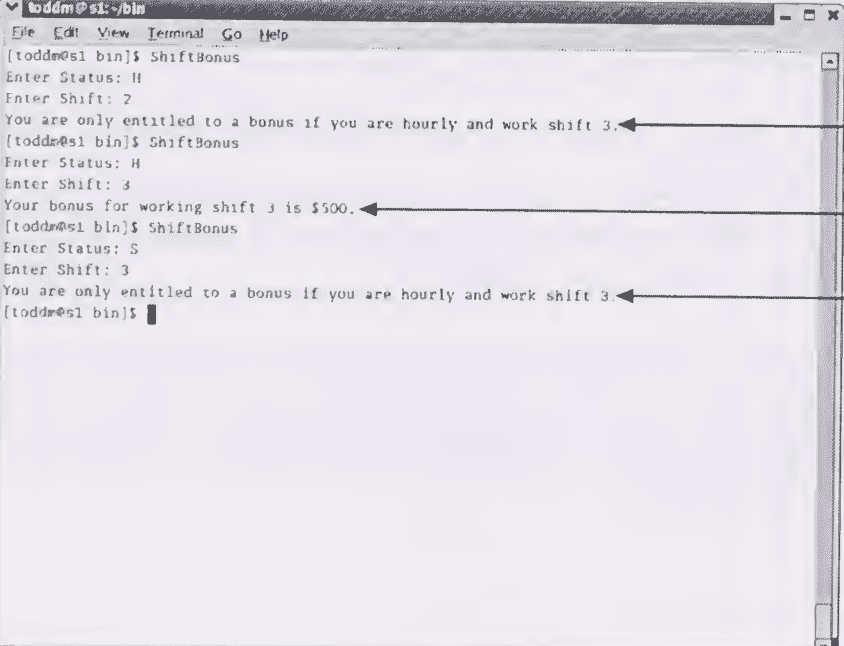 toddm@s1:~/bin
File Edit View Terminal Go Help
[toddm@s1 bin]$ ShiftBonus
Enter Status: H
Enter Shift: 2
You are only entitled to a bonus if you are hourly and work shift 3.
[toddm@s1 bin]$ ShiftBonus
Enter Status: H
Enter Shift: 3
Your bonus for working shift 3 is $500.
[toddm@s1 bin]$ ShiftBonus
Enter Status: S
Enter Shift: 3
You are only entitled to a bonus if you are hourly and work shift 3.
[toddm@s1 bin]$